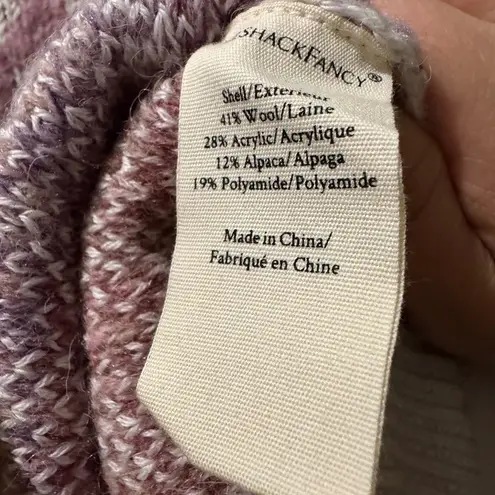 SHACKFANCY®
Shell/Exterieur
41% Wool/Laine
28% Acrylic/Acrylique
12% Alpaca/Alpaga
19% Polyamide/Polyamide
Made in China/
Fabriqué en Chine